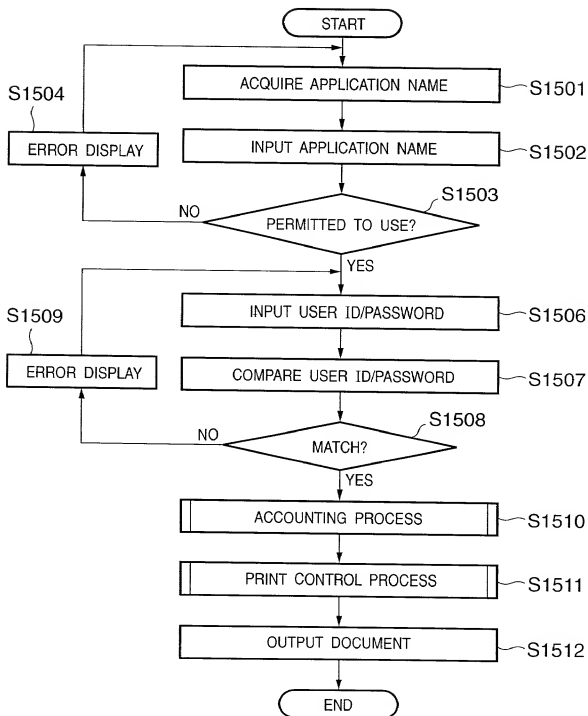 START
ACQUIRE APPLICATION NAME
S1501
S1504
ERROR DISPLAY
INPUT APPLICATION NAME
S1502
S1503
NO
PERMITTED TO USE?
YES
S1509
INPUT USER ID/PASSWORD
S1506
ERROR DISPLAY
COMPARE USER ID/PASSWORD
S1507
S1508
NO
MATCH?
YES
ACCOUNTING PROCESS
S1510
PRINT CONTROL PROCESS
S1511
OUTPUT DOCUMENT
S1512
END